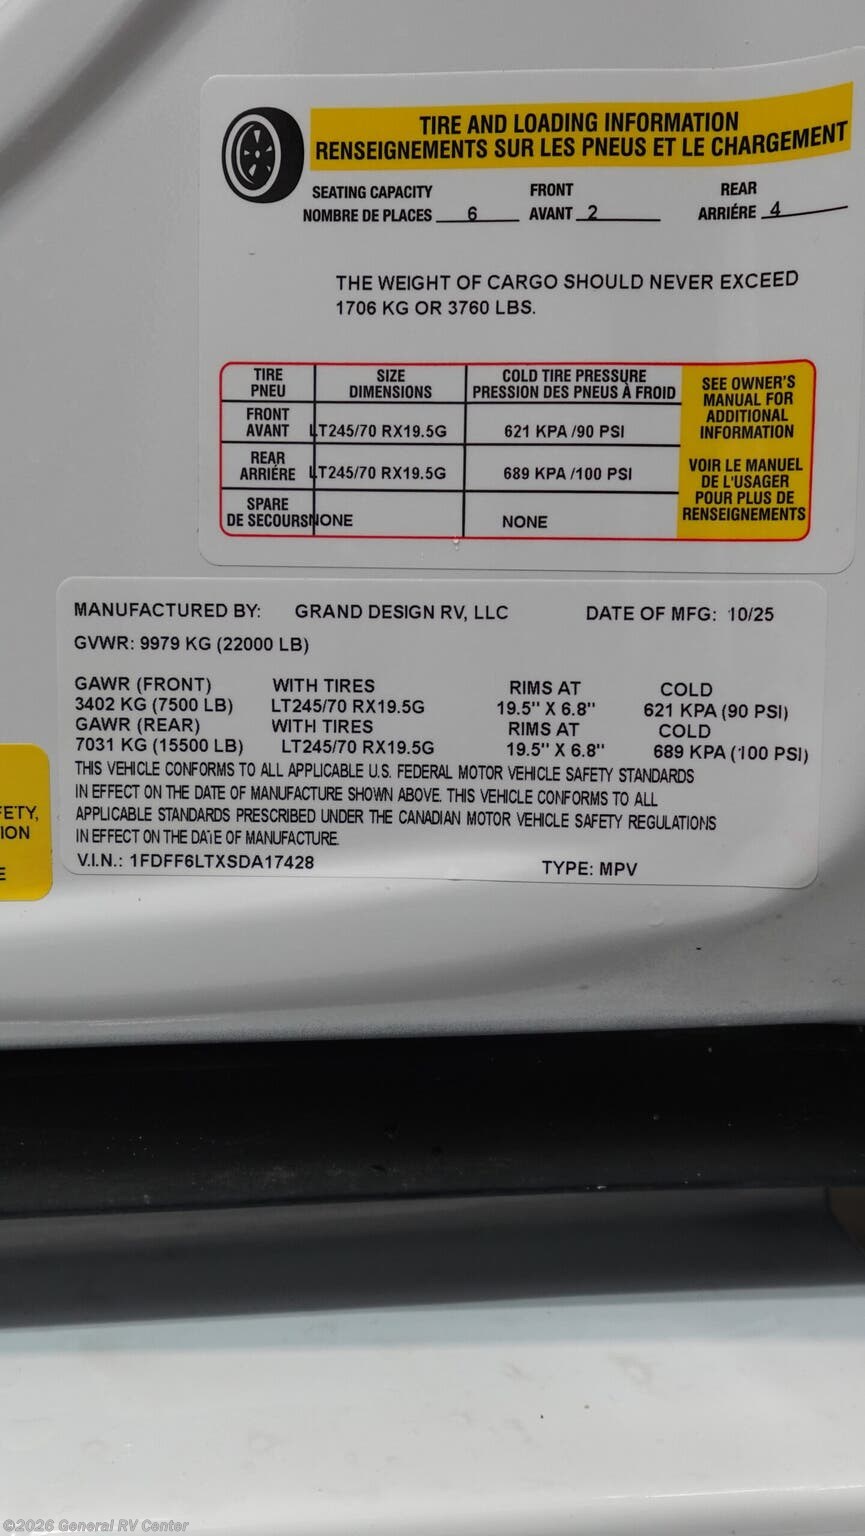 TIRE AND LOADING INFORMATION
RENSEIGNEMENTS SUR LES PNEUS ET LE CHARGEMENT
SEATING CAPACITY FRONT REAR
NOMBRE DE PLACES 6 AVANT 2 ARRIÉRE 4
THE WEIGHT OF CARGO SHOULD NEVER EXCEED
1706 KG OR 3760 LBS.
TIRE SIZE COLD TIRE PRESSURE
PNEU DIMENSIONS PRESSION DES PNEUS À FROID
FRONT
AVANT LT245/70 RX19.5G 621 KPA /90 PSI
REAR
ARRIÉRE LT245/70 RX19.5G 689 KPA /100 PSI
SPARE
DE SECOURS NONE NONE
SEE OWNER'S
MANUAL FOR
ADDITIONAL
INFORMATION
VOIR LE MANUEL
DE L'USAGER
POUR PLUS DE
RENSEIGNEMENTS
MANUFACTURED BY: GRAND DESIGN RV, LLC DATE OF MFG: 10/25
GVWR: 9979 KG (22000 LB)
GAWR (FRONT) WITH TIRES RIMS AT COLD
3402 KG (7500 LB) LT245/70 RX19.5G 19.5" X 6.8" 621 KPA (90 PSI)
GAWR (REAR) WITH TIRES RIMS AT COLD
7031 KG (15500 LB) LT245/70 RX19.5G 19.5" X 6.8" 689 KPA (100 PSI)
THIS VEHICLE CONFORMS TO ALL APPLICABLE U.S. FEDERAL MOTOR VEHICLE SAFETY STANDARDS
IN EFFECT ON THE DATE OF MANUFACTURE SHOWN ABOVE. THIS VEHICLE CONFORMS TO ALL
APPLICABLE STANDARDS PRESCRIBED UNDER THE CANADIAN MOTOR VEHICLE SAFETY REGULATIONS
IN EFFECT ON THE DATE OF MANUFACTURE.
V.I.N.: 1FDFF6LTXSDA17428 TYPE: MPV
©2026 General RV Center